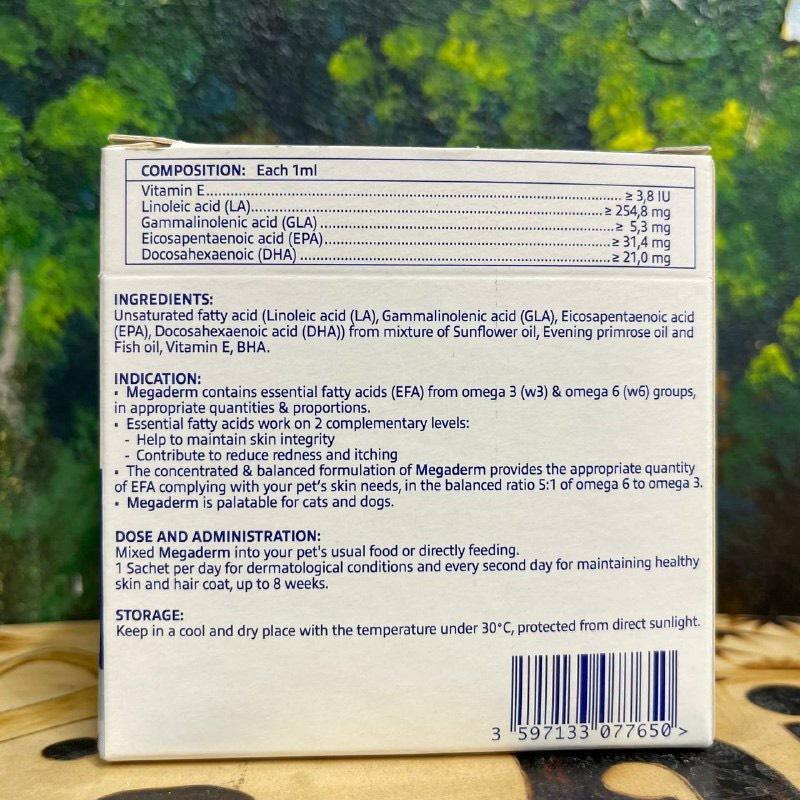 COMPOSITION: Each 1ml
Vitamin E.......................................................................................≥ 3,8 IU
Linoleic acid (LA)............................................................................≥ 254,8 mg
Gammalinolenic acid (GLA)...............................................................≥ 5,3 mg
Eicosapentaenoic acid (EPA)..............................................................≥ 31,4 mg
Docosahexaenoic (DHA)...................................................................≥ 21,0 mg
INGREDIENTS:
Unsaturated fatty acid (Linoleic acid (LA), Gammalinolenic acid (GLA), Eicosapentaenoic acid
(EPA), Docosahexaenoic acid (DHA)) from mixture of Sunflower oil, Evening primrose oil and
Fish oil, Vitamin E, BHA.
INDICATION:
• Megaderm contains essential fatty acids (EFA) from omega 3 (w3) & omega 6 (w6) groups,
in appropriate quantities & proportions.
• Essential fatty acids work on 2 complementary levels:
- Help to maintain skin integrity
- Contribute to reduce redness and itching
• The concentrated & balanced formulation of Megaderm provides the appropriate quantity
of EFA complying with your pet's skin needs, in the balanced ratio 5:1 of omega 6 to omega 3.
• Megaderm is palatable for cats and dogs.
DOSE AND ADMINISTRATION:
Mixed Megaderm into your pet's usual food or directly feeding.
1 Sachet per day for dermatological conditions and every second day for maintaining healthy
skin and hair coat, up to 8 weeks.
STORAGE:
Keep in a cool and dry place with the temperature under 30°C, protected from direct sunlight.
3 597133 077650 >